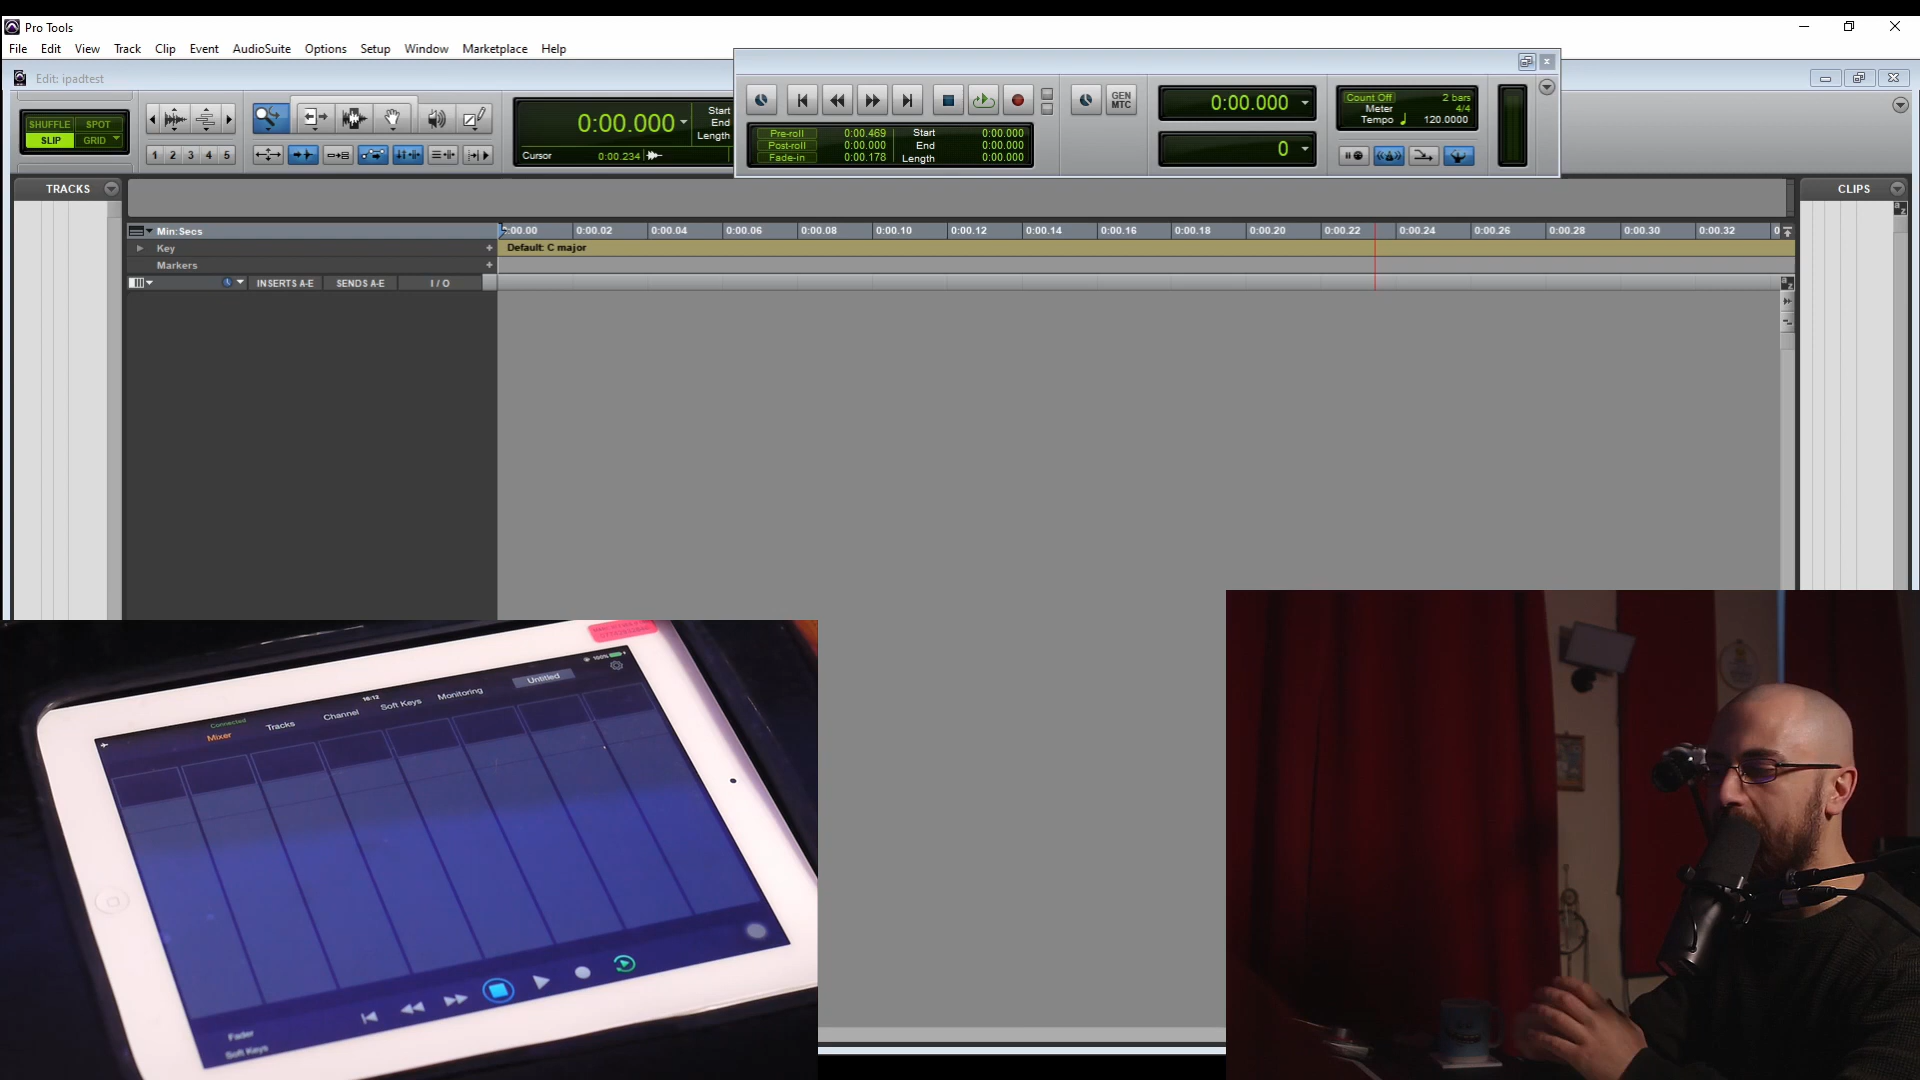 Pro Tools
File Edit View Track Clip Event AudioSuite Options Setup Window Marketplace Help
Edit: ipadtest
SHUFFLE SPOT
SLIP GRID
1 2 3 4 5
0:00.000
Start
End
Length
Cursor 0:00.234
GEN
MTC
Pre-roll 0:00.469
Post-roll 0:00.000
Fade-in 0:00.178
Start 0:00.000
End 0:00.000
Length 0:00.000
0:00.000
0
Count Off 2 bars
Meter 4/4
Tempo 120.0000
TRACKS
CLIPS
Min:Secs
0:00.00 0:00.02 0:00.04 0:00.06 0:00.08 0:00.10 0:00.12 0:00.14 0:00.16 0:00.18 0:00.20 0:00.22 0:00.24 0:00.26 0:00.28 0:00.30 0:00.32
Key
Default: C major
Markers
INSERTS A-E SENDS A-E I / O
a z
16:12
100%
Connected
Mixer Tracks Channel Soft Keys Monitoring Untitled
Fader
Soft Keys